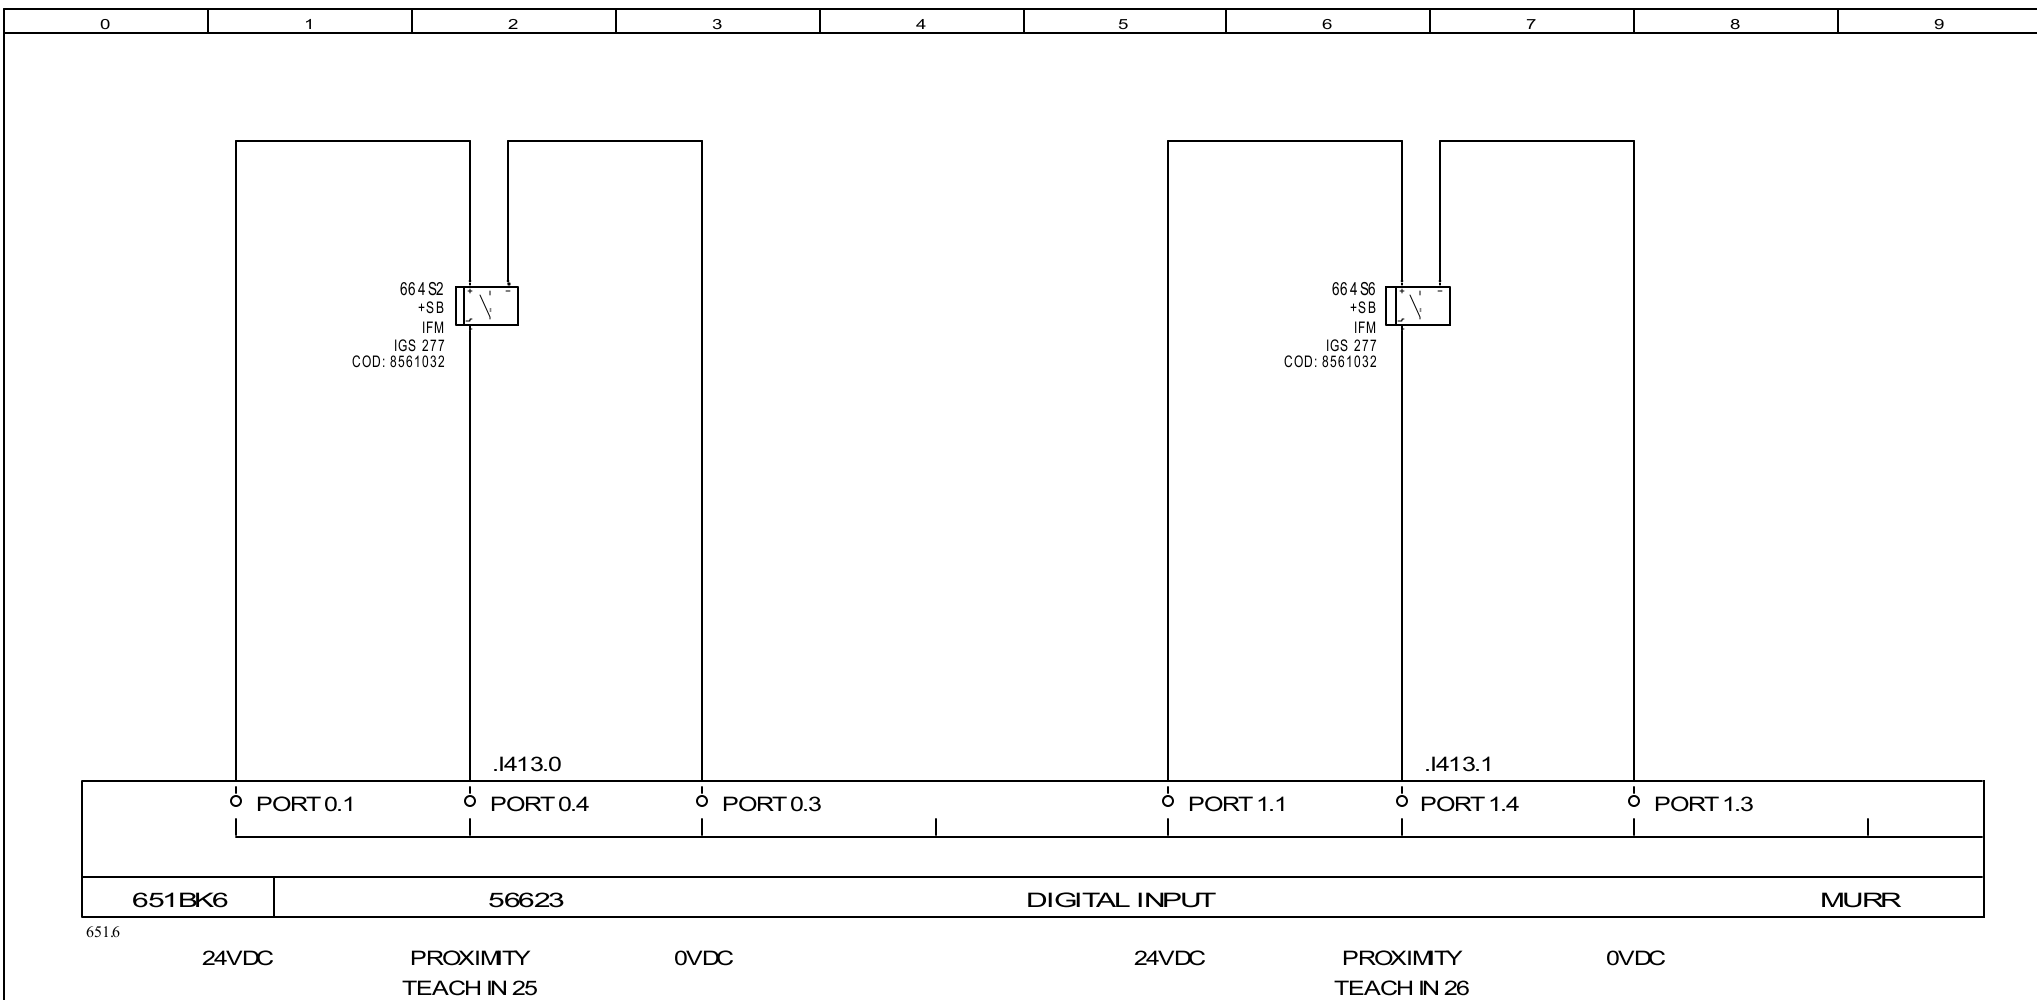 0 1 2 3 4 5 6 7 8 9
664S2
+SB
IFM
IGS 277
COD: 8561032
664S6
+SB
IFM
IGS 277
COD: 8561032
.I413.0
.I413.1
PORT 0.1 PORT 0.4 PORT 0.3 PORT 1.1 PORT 1.4 PORT 1.3
651BK6 56623 DIGITAL INPUT MURR
651.6
24VDC PROXIMITY 0VDC 24VDC PROXIMITY 0VDC
TEACH IN 25 TEACH IN 26